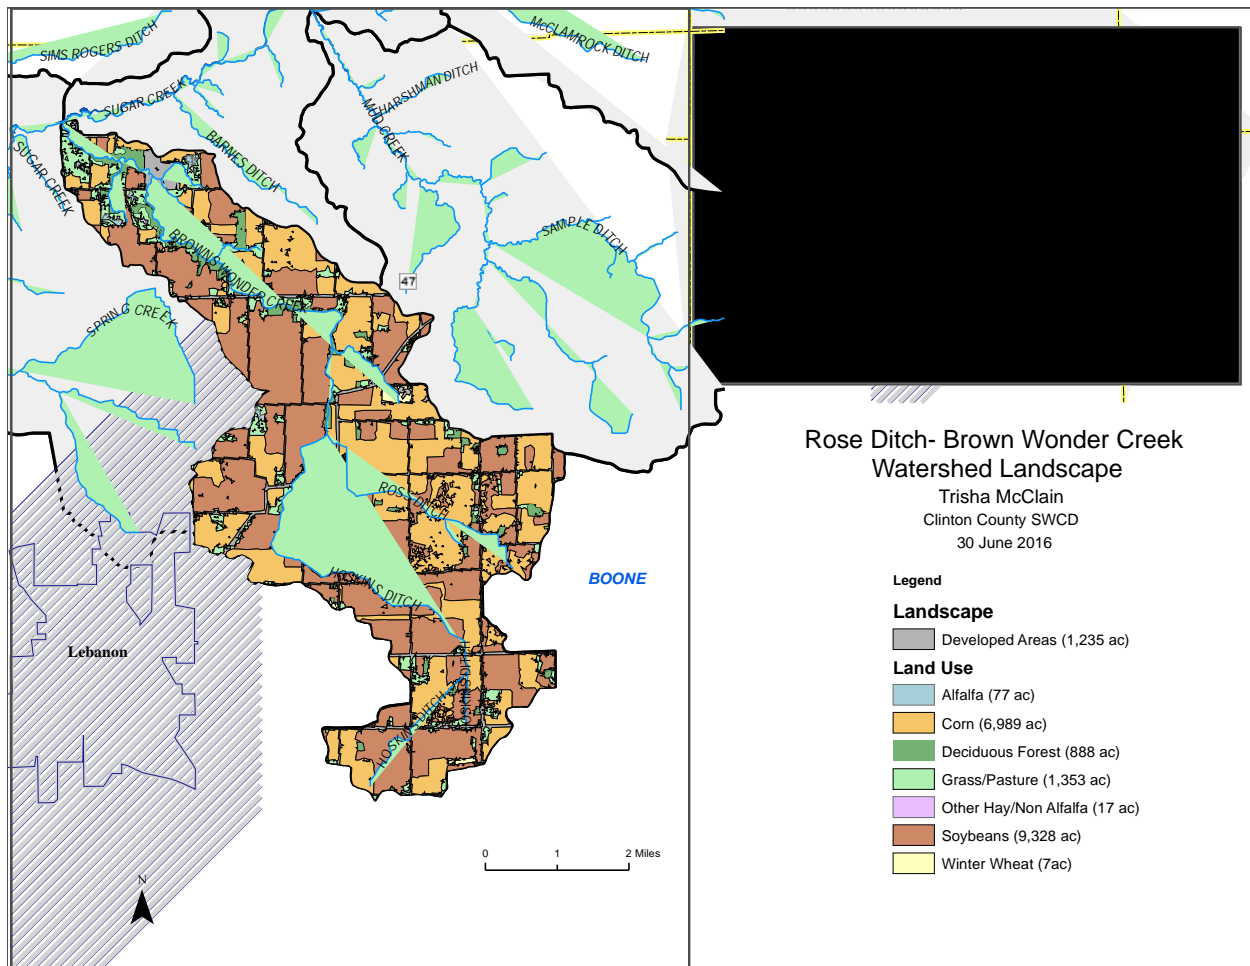 SIMS ROGERS DITCH
McCLAMROCK DITCH
SUGAR CREEK
MUD CREEK
HARSHMAN DITCH
SUGAR CREEK
BARNES DITCH
SAMPLE DITCH
BROWNS WONDER CREEK
47
SPRING CREEK
ROSS DITCH
HOSKINS DITCH
BOONE
Lebanon
HOSKINS DITCH
HOSKINS DITCH
N
0 1 2 Miles
Rose Ditch- Brown Wonder Creek
Watershed Landscape
Trisha McClain
Clinton County SWCD
30 June 2016
Legend
Landscape
Developed Areas (1,235 ac)
Land Use
Alfalfa (77 ac)
Corn (6,989 ac)
Deciduous Forest (888 ac)
Grass/Pasture (1,353 ac)
Other Hay/Non Alfalfa (17 ac)
Soybeans (9,328 ac)
Winter Wheat (7ac)